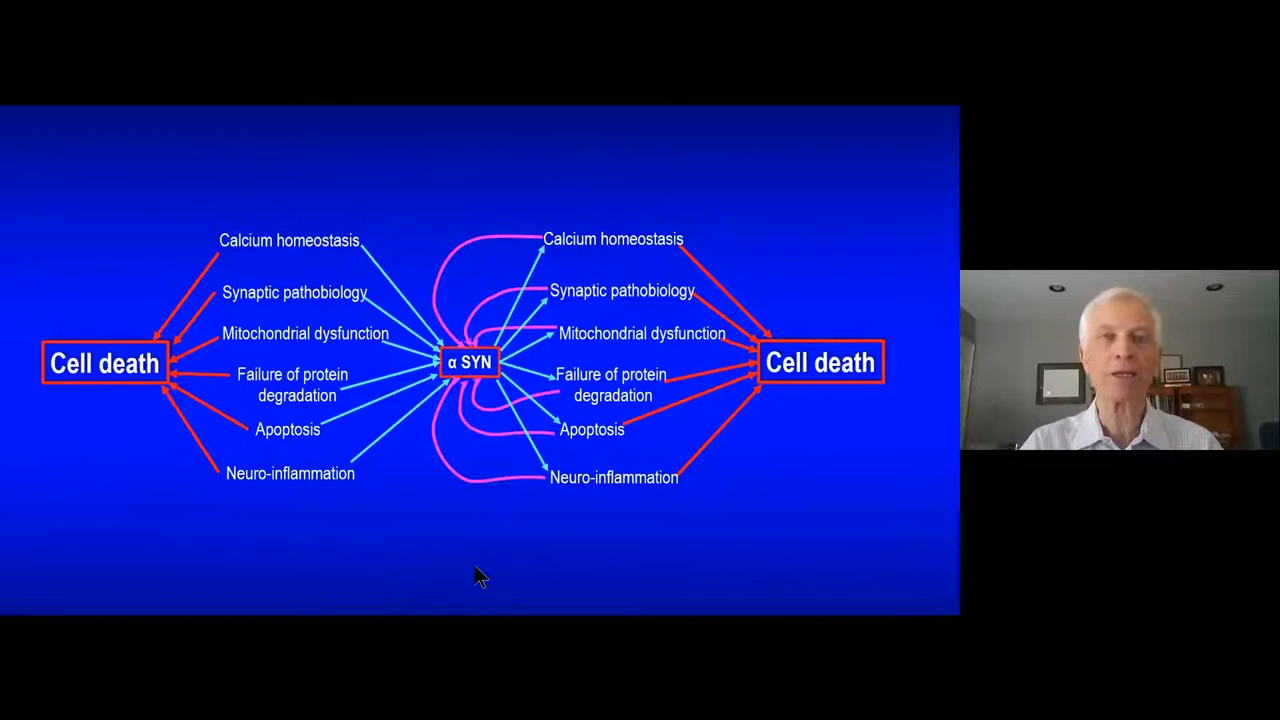 Calcium homeostasis
Synaptic pathobiology
Mitochondrial dysfunction
Failure of protein
degradation
Apoptosis
Neuro-inflammation
Cell death
α SYN
Calcium homeostasis
Synaptic pathobiology
Mitochondrial dysfunction
Failure of protein
degradation
Apoptosis
Neuro-inflammation
Cell death